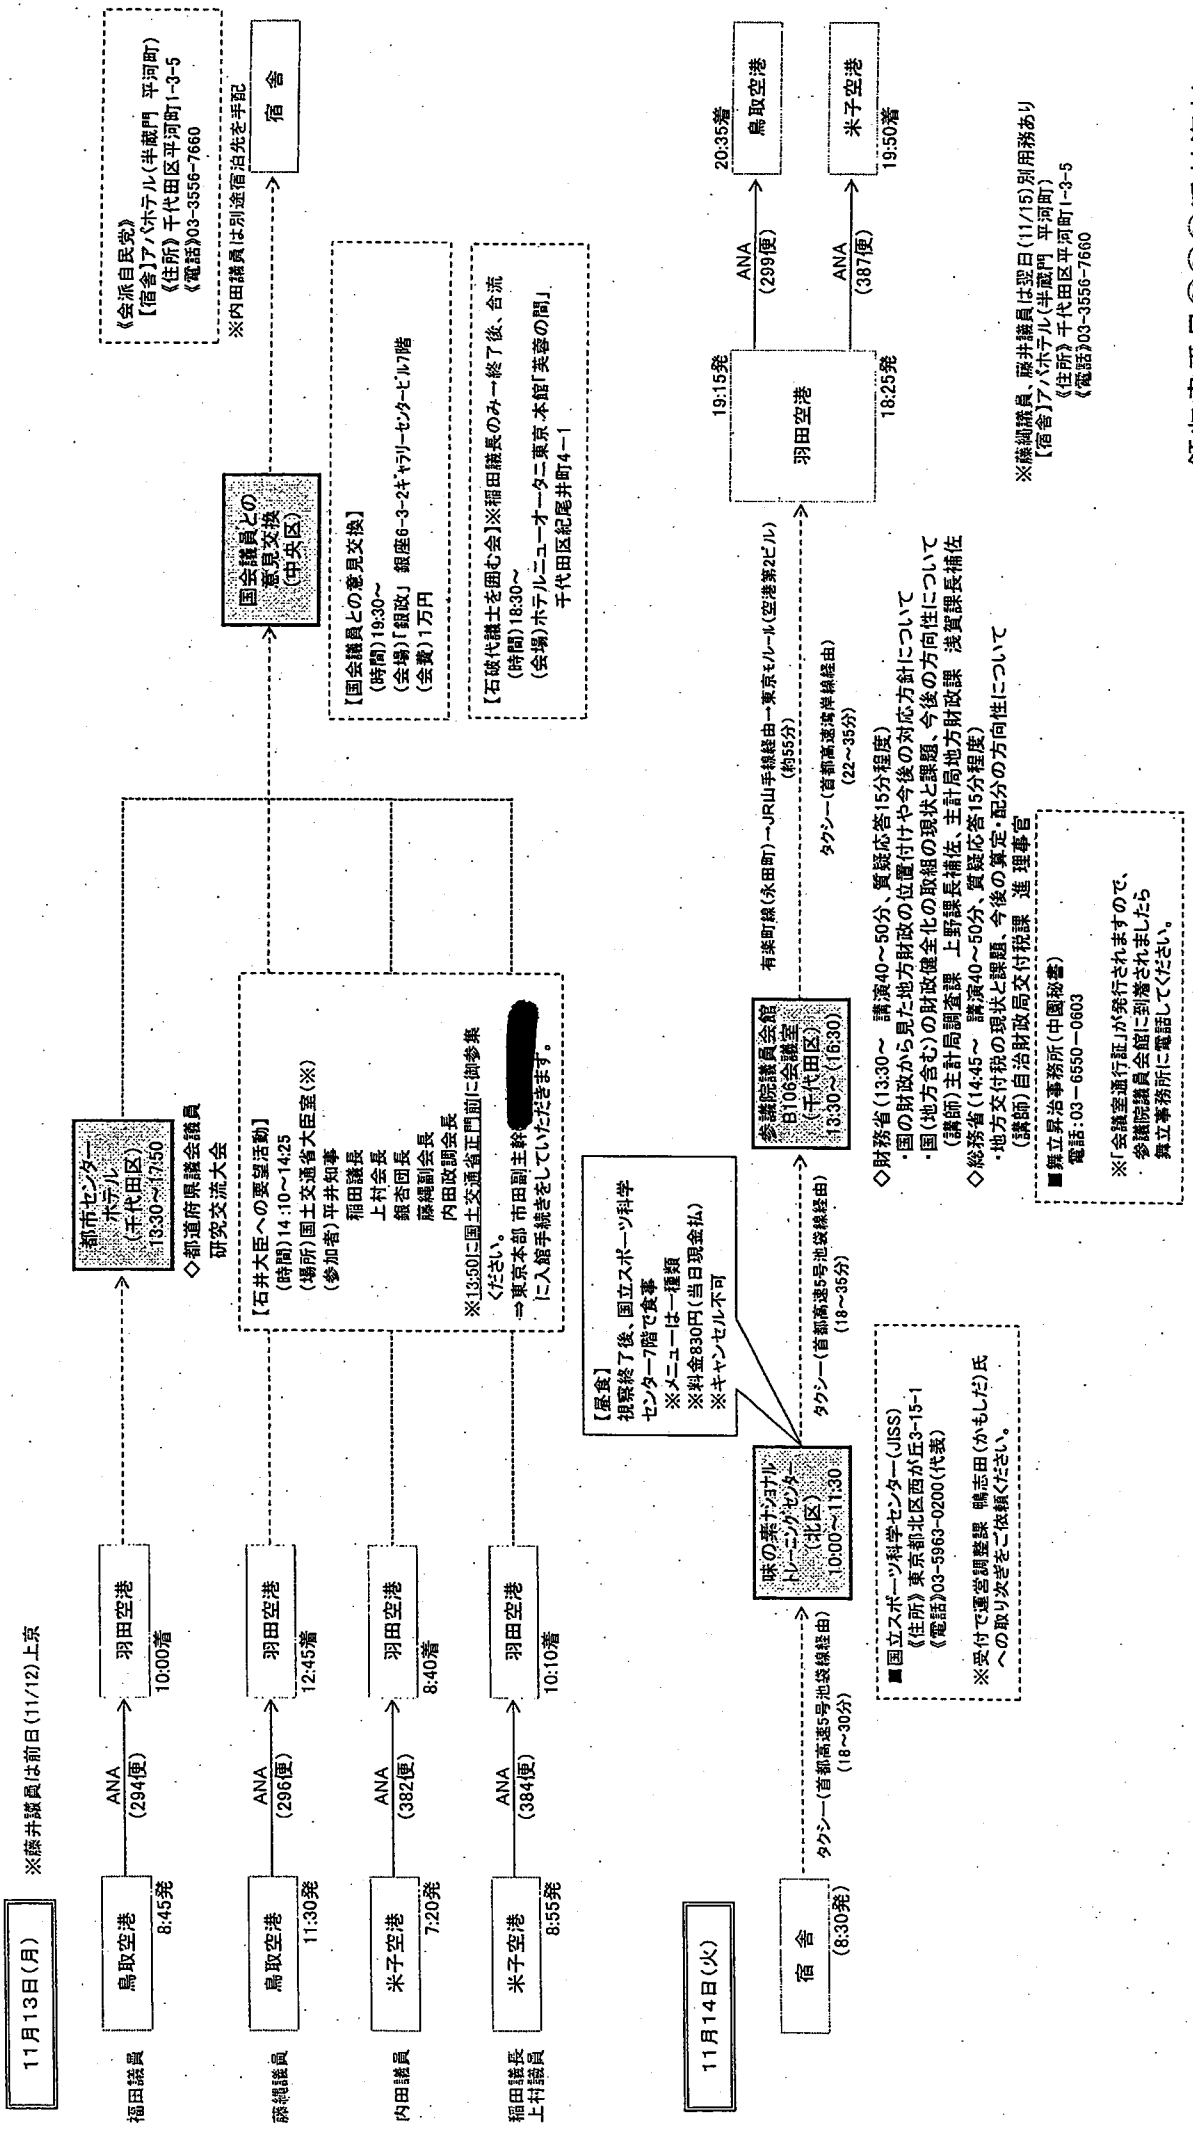 11月13日(月)
※藤井議員は前日(11/12)上京
福田議員
鳥取空港
8:45発
ANA
(294便)
羽田空港
10:00着
都市センター
ホテル
(千代田区)
13:30~17:50
◇都道府県議会議員
研究交流大会
藤縄議員
鳥取空港
11:30発
ANA
(296便)
羽田空港
12:45着
内田議員
米子空港
7:20発
ANA
(382便)
羽田空港
8:40着
稲田議長
上村議員
米子空港
8:55発
ANA
(384便)
羽田空港
10:10着
【石井大臣への要望活動】
(時間)14:10~14:25
(場所)国土交通省大臣室(※)
(参加者)平井知事
稲田議長
上村会長
銀杏団長
藤縄副会長
内田政調会長
※13:50に国土交通省正門前に御参集
ください。
⇒東京本部 市田副主幹
に入館手続きをしていただきます。
国会議員との
意見交換
(中央区)
【国会議員との意見交換】
(時間)19:30~
(会場)「銀政」 銀座6-3-2ギャラリーセンタービル7階
(会費)1万円
【石破代議士を囲む会】※稲田議長のみ→終了後、合流
(時間)18:30~
(会場)ホテルニューオータニ東京 本館「芙蓉の間」
千代田区紀尾井町4-1
《会派自民党》
【宿舎】アパホテル(半蔵門 平河町)
《住所》千代田区平河町1-3-5
《電話》03-3556-7660
※内田議員は別途宿泊先を手配
宿 舎
11月14日(火)
宿 舎
(8:30発)
タクシー(首都高速5号池袋線経由)
(18~30分)
味の素ナショナル
トレーニングセンター
(北区)
10:00~11:30
【昼食】
視察終了後、国立スポーツ科学
センター7階で食事
※メニューは一種類
※料金830円(当日現金払)
※キャンセル不可
■国立スポーツ科学センター(JISS)
《住所》東京都北区西が丘3-15-1
《電話》03-5963-0200(代表)
※受付で運営調整課 鴨志田(かもしだ)氏
への取り次ぎをご依頼ください。
タクシー(首都高速5号池袋線経由)
(18~35分)
参議院議員会館
B106会議室
(千代田区)
13:30~(16:30)
◇財務省(13:30~ 講演40~50分、質疑応答15分程度)
・国の財政から見た地方財政の位置付けや今後の対応方針について
・国(地方含む)の財政健全化の取組の現状と課題、今後の方向性について
(講師)主計局調査課 上野課長補佐、主計局地方財政課 浅賀課長補佐
◇総務省(14:45~ 講演40~50分、質疑応答15分程度)
・地方交付税の現状と課題、今後の算定・配分の方向性について
(講師)自治財政局交付税課 進 理事官
■舞立昇治事務所(中園秘書)
電話:03-6550-0603
※「会議室通行証」が発行されますので、
参議院議員会館に到着されましたら
舞立事務所に電話してください。
有楽町線(永田町)→JR山手線経由→東京モルール(空港第2ビル)
(約55分)
タクシー(首都高速湾岸線経由)
(22~35分)
19:15発
羽田空港
18:25発
ANA
(299便)
20:35着
鳥取空港
ANA
(387便)
米子空港
19:50着
※藤縄議員、藤井議員は翌日(11/15)別用務あり
【宿舎】アパホテル(半蔵門 平河町)
《住所》千代田区平河町1-3-5
《電話》03-3556-7660